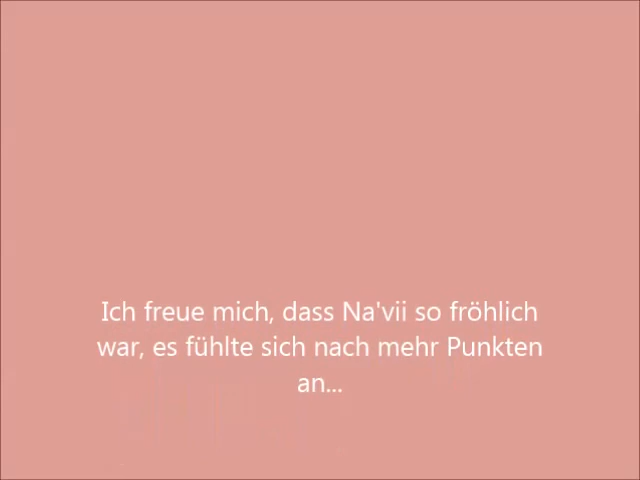 Ich freue mich, dass Na'vii so fröhlich
war, es fühlte sich nach mehr Punkten
an...